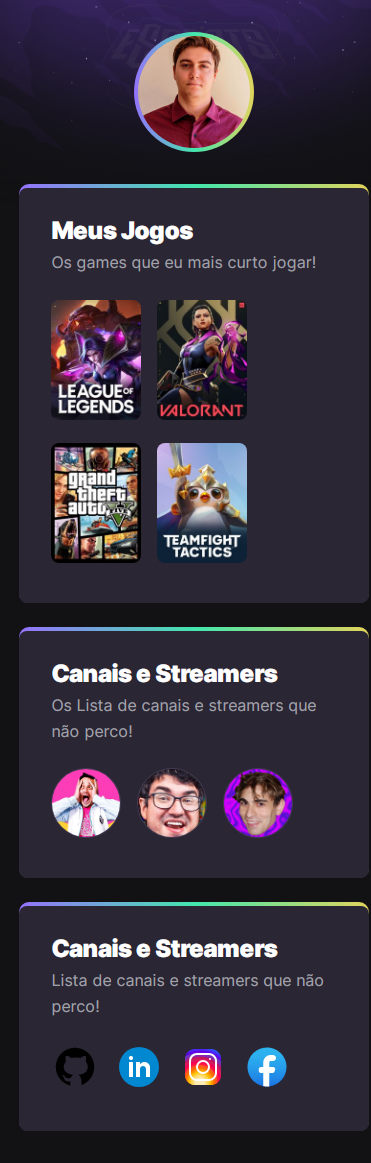 ESPORTS
Meus Jogos
Os games que eu mais curto jogar!
LEAGUE OF
LEGENDS
VALORANT
grand
theft
auto
V
FIVE
TEAMFIGHT
TACTICS
Canais e Streamers
Os Lista de canais e streamers que
não perco!
Canais e Streamers
Lista de canais e streamers que não
perco!
in